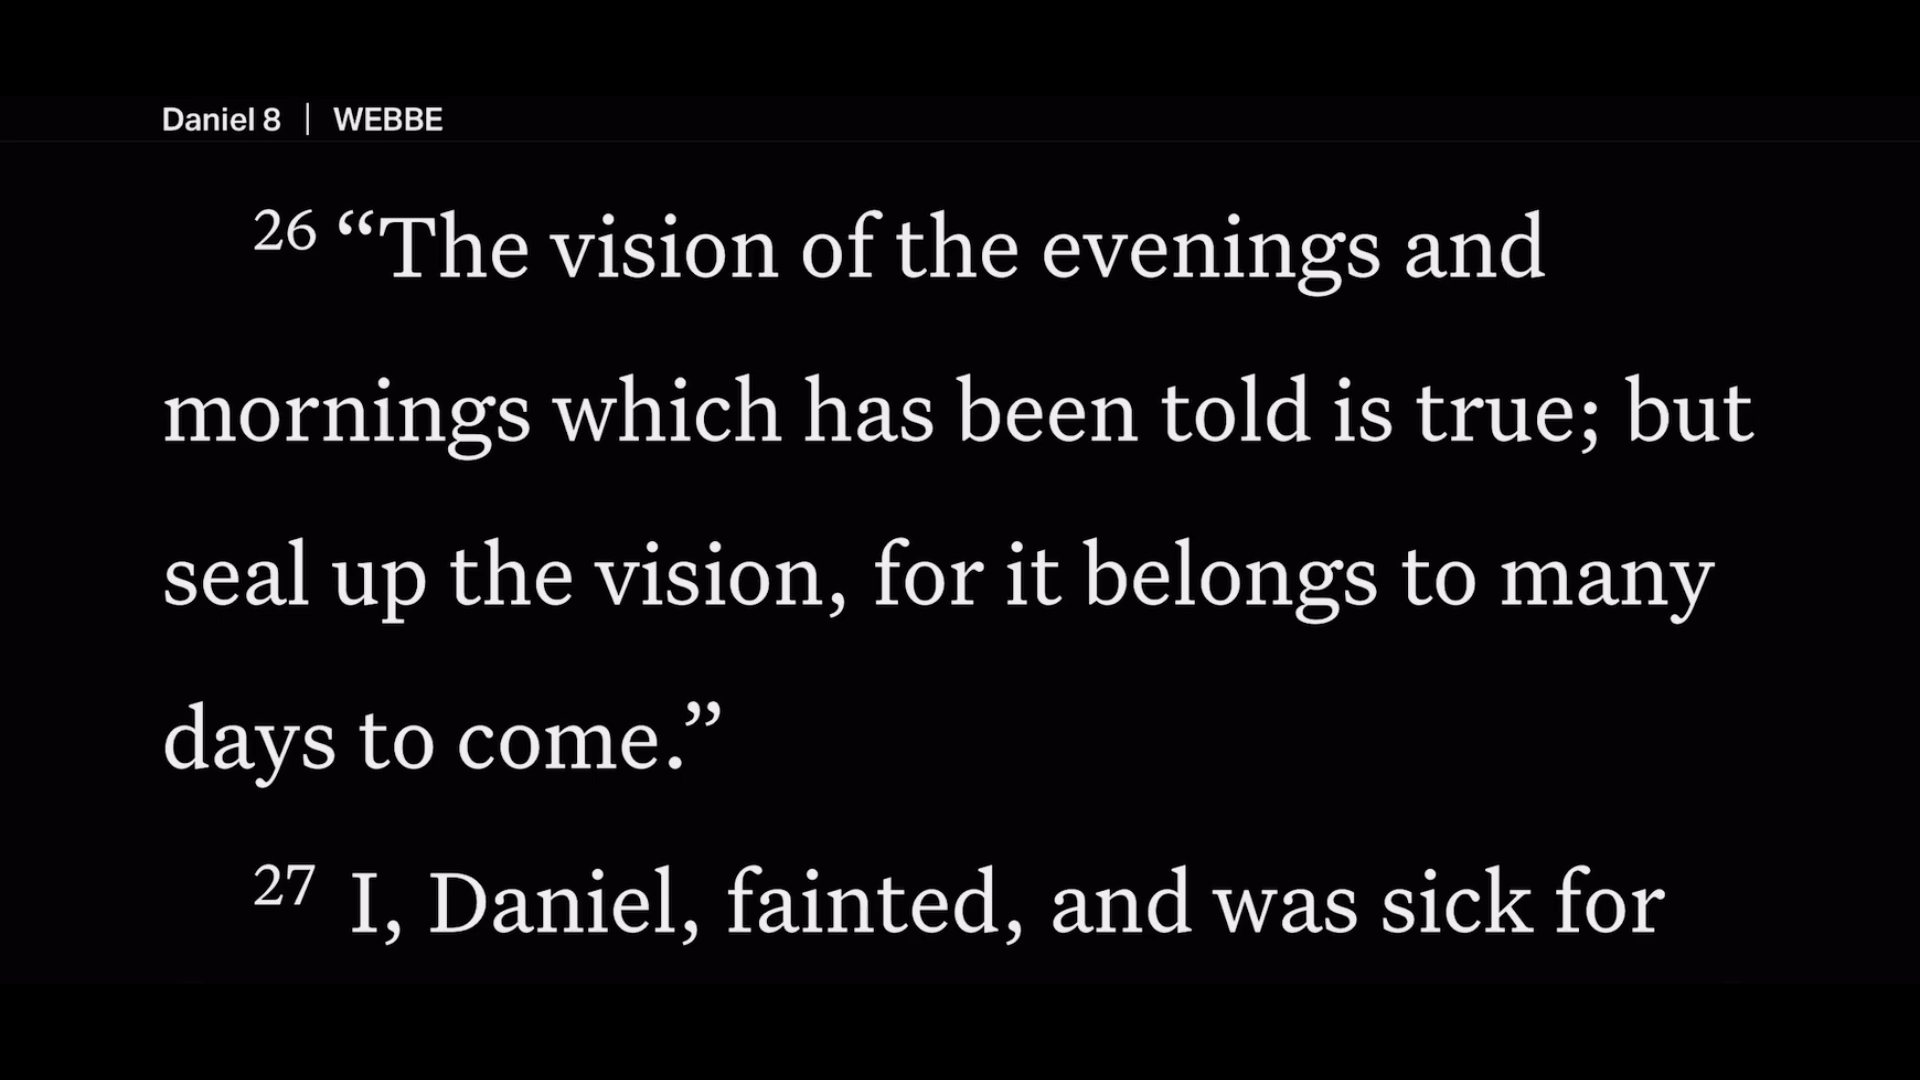 Daniel 8 | WEBBE
26 “The vision of the evenings and
mornings which has been told is true; but
seal up the vision, for it belongs to many
days to come.”
27 I, Daniel, fainted, and was sick for